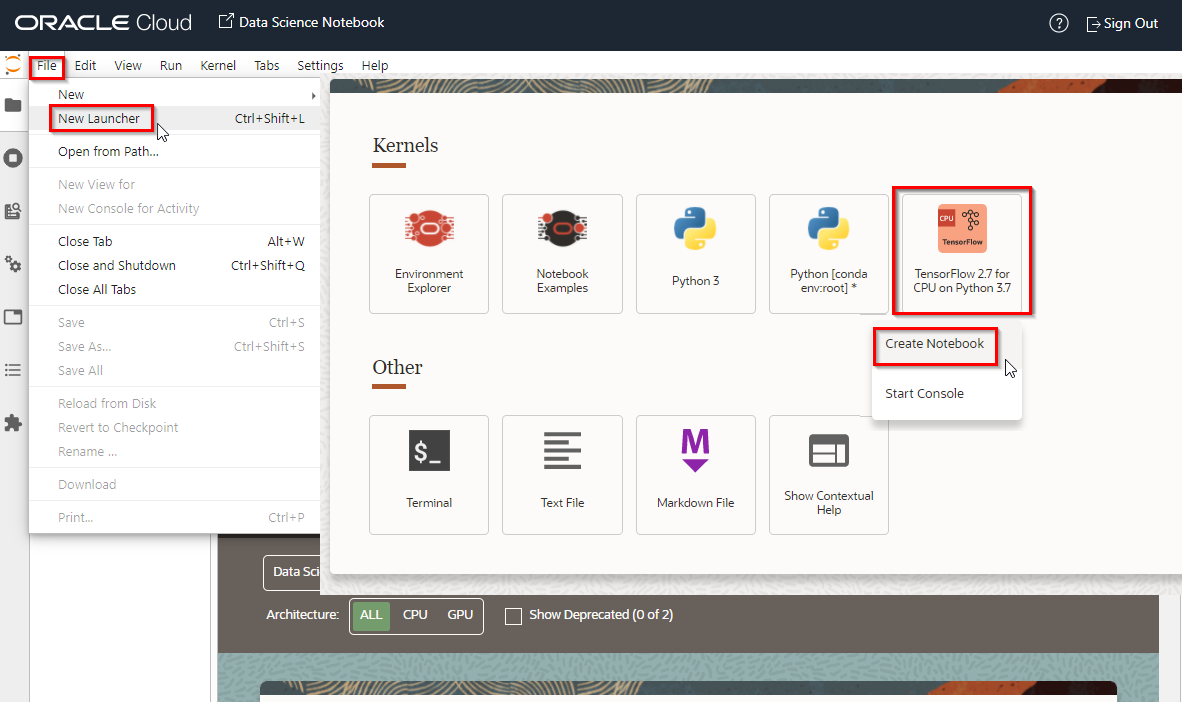 ORACLE Cloud
Data Science Notebook
?
Sign Out
File
Edit
View
Run
Kernel
Tabs
Settings
Help
New
New Launcher
Ctrl+Shift+L
Open from Path...
New View for
New Console for Activity
Close Tab
Alt+W
Close and Shutdown
Ctrl+Shift+Q
Close All Tabs
Save
Ctrl+S
Save As...
Ctrl+Shift+S
Save All
Reload from Disk
Revert to Checkpoint
Rename ...
Download
Print...
Ctrl+P
Kernels
Environment
Explorer
Notebook
Examples
Python 3
Python [conda
env:root] *
CPU
TensorFlow
TensorFlow 2.7 for
CPU on Python 3.7
Create Notebook
Start Console
Other
$_
Terminal
Text File
M
Markdown File
Show Contextual
Help
Data Sci
Architecture:
ALL
CPU
GPU
Show Deprecated (0 of 2)